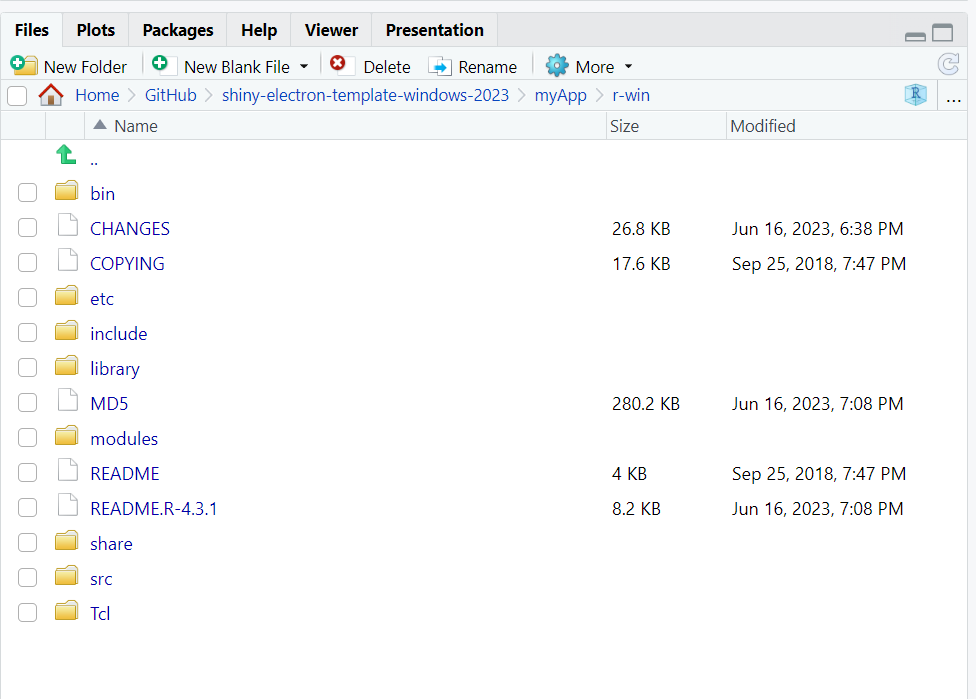 Files Plots Packages Help Viewer Presentation
New Folder New Blank File Delete Rename More
Home GitHub shiny-electron-template-windows-2023 myApp r-win R ...
Name Size Modified
..
bin
CHANGES 26.8 KB Jun 16, 2023, 6:38 PM
COPYING 17.6 KB Sep 25, 2018, 7:47 PM
etc
include
library
MD5 280.2 KB Jun 16, 2023, 7:08 PM
modules
README 4 KB Sep 25, 2018, 7:47 PM
README.R-4.3.1 8.2 KB Jun 16, 2023, 7:08 PM
share
src
Tcl